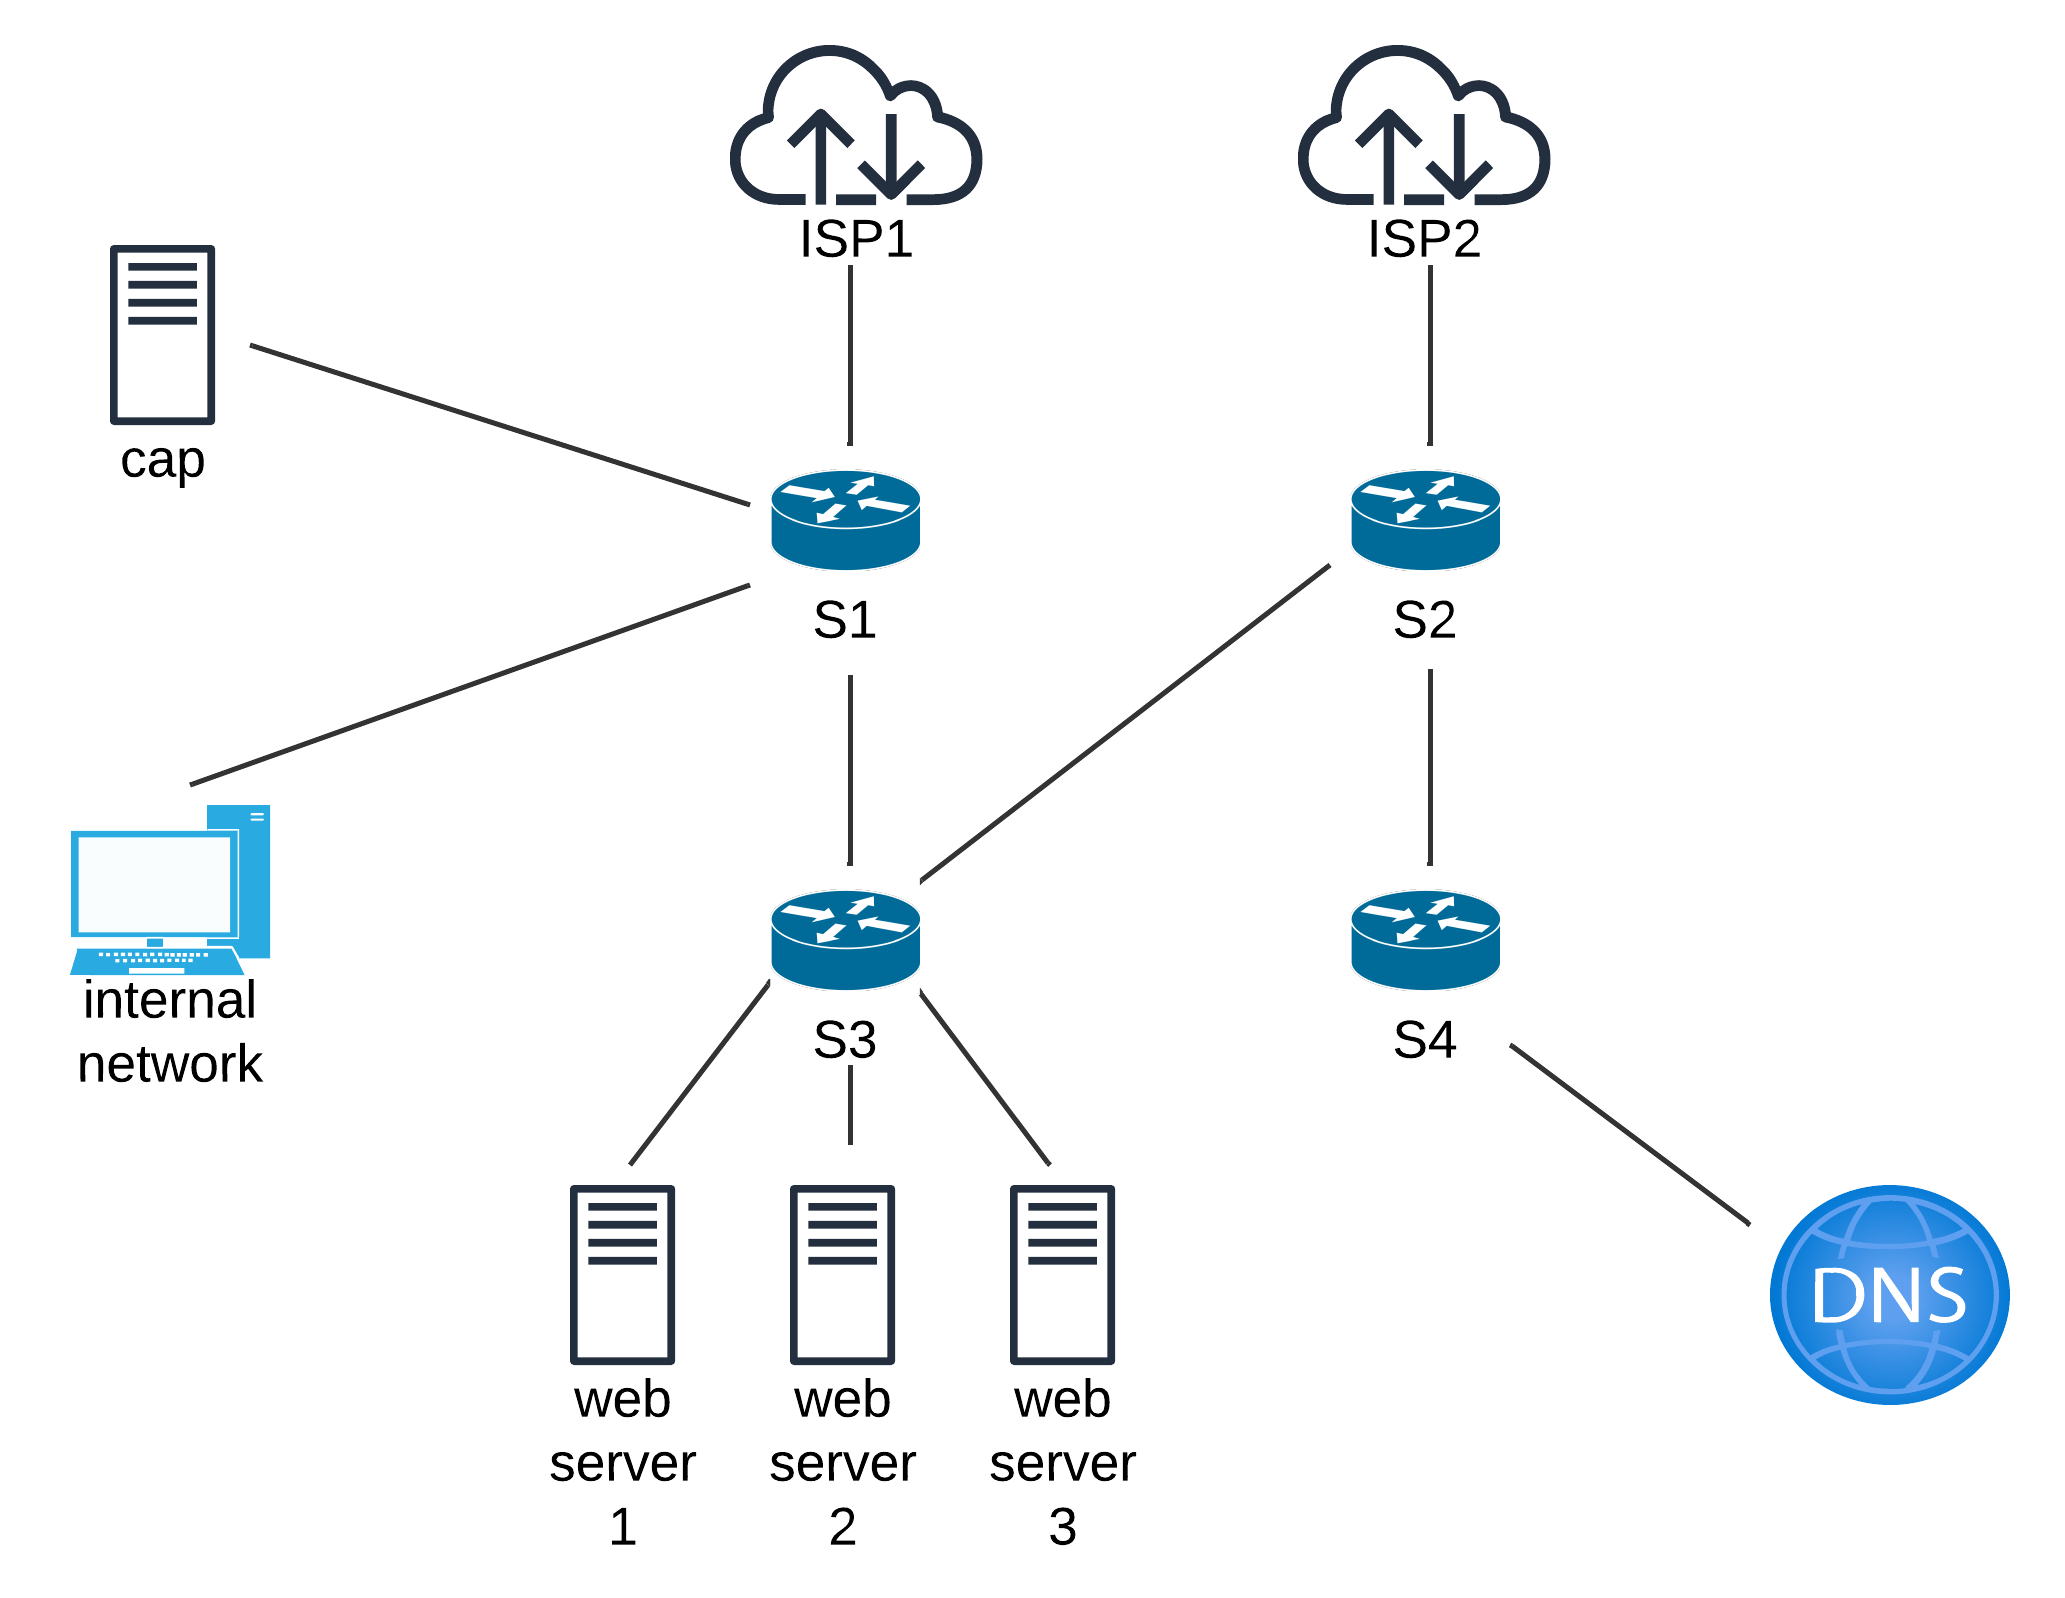 ISP1
ISP2
cap
S1
S2
internal
network
S3
S4
DNS
web
server
1
web
server
2
web
server
3